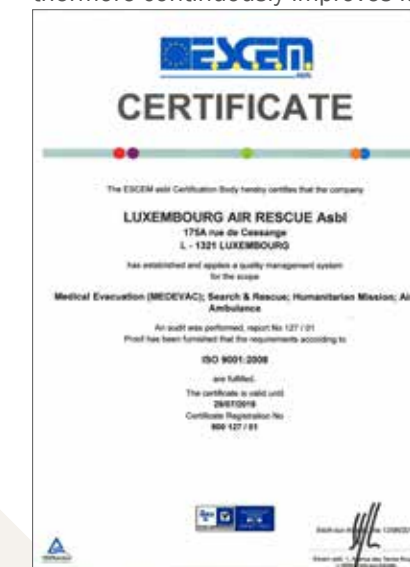 thermore continuously improves i
ESCEM
ASBL
CERTIFICATE
The ESCEM asbl Certification Body hereby certifies that the company
LUXEMBOURG AIR RESCUE Asbl
175A rue de Cessange
L - 1321 LUXEMBOURG
has established and applies a quality management system
for the scope
Medical Evacuation (MEDEVAC); Search & Rescue; Humanitarian Mission; Ai
Ambulance
An audit was performed, report No 127 / 01
Proof has been furnished that the requirements according to
ISO 9001:2008
are fulfilled.
The certificate is valid until
Certificate Registration No
900 127 / 01